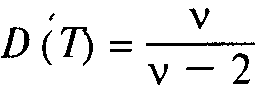 D (T) = ν / (ν − 2)